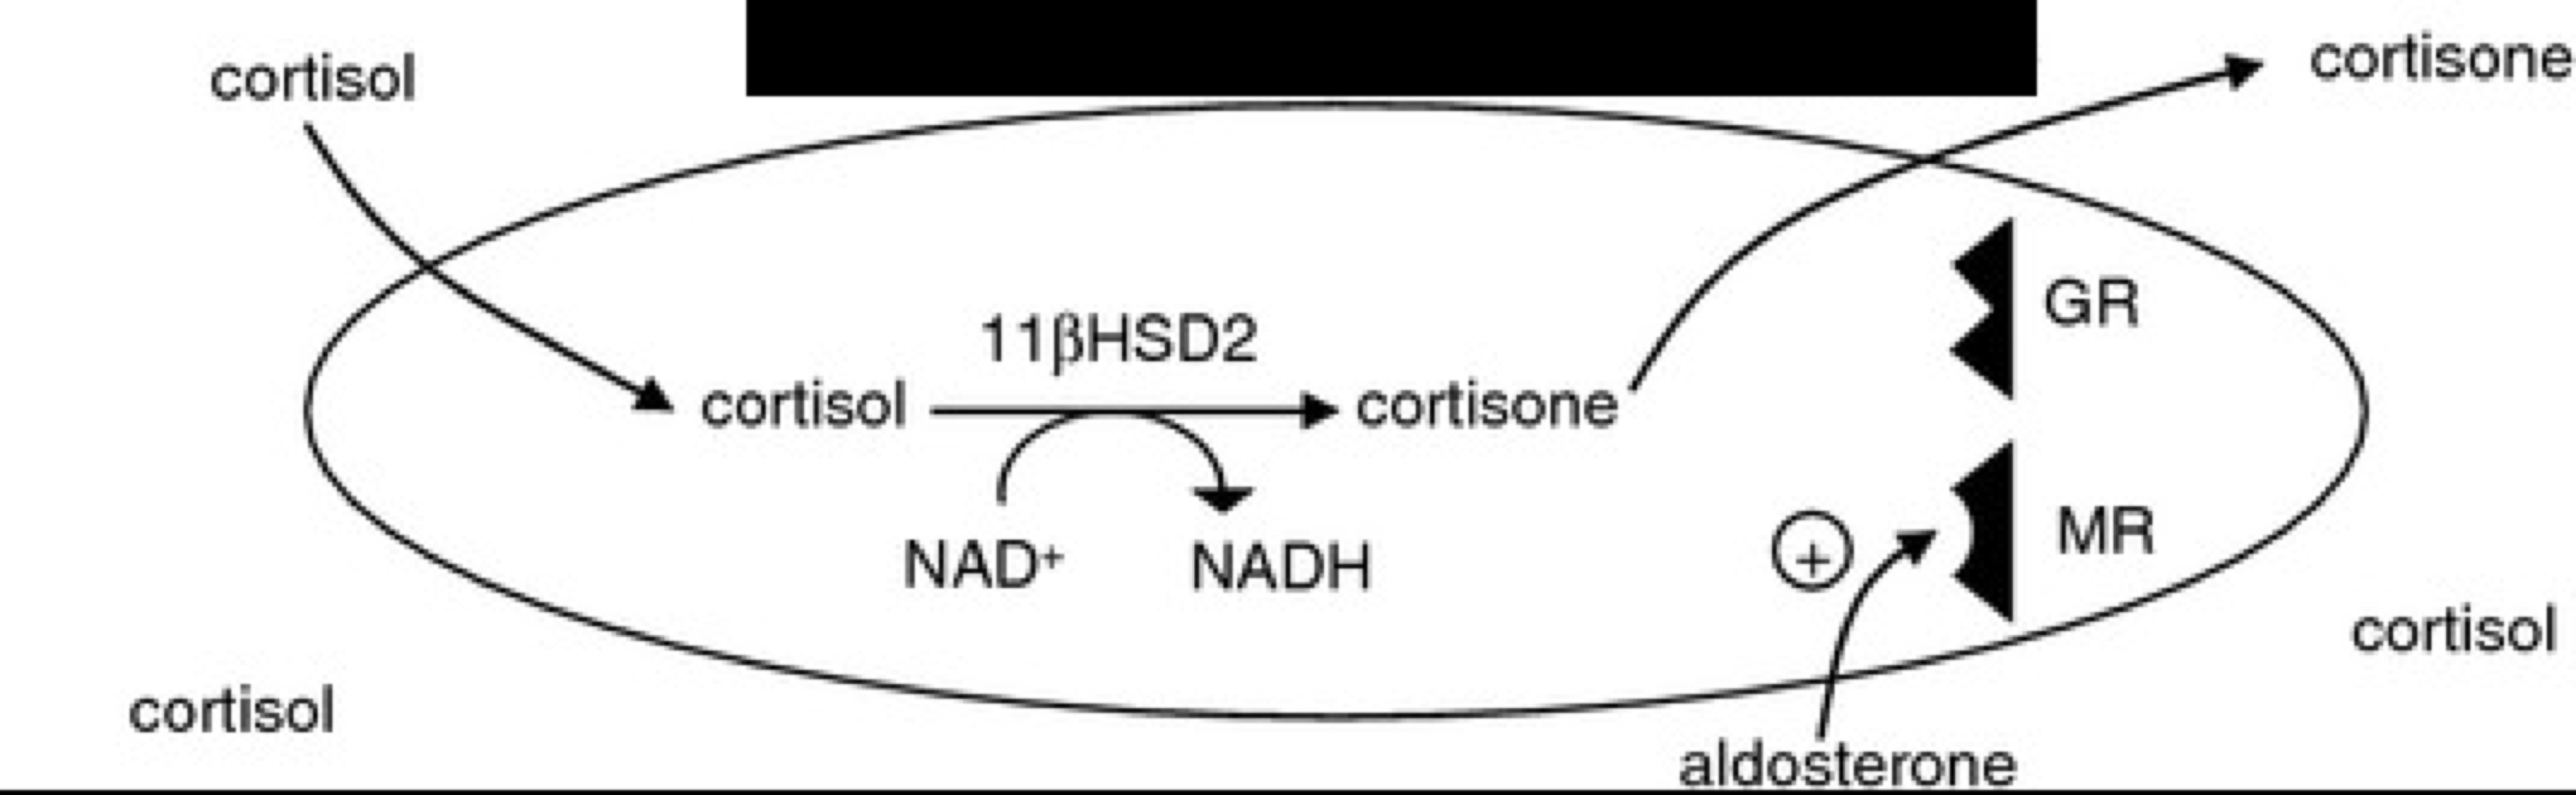 cortisol
cortisone
GR
11βHSD2
cortisol
cortisone
NAD+
NADH
+
MR
cortisol
cortisol
aldosterone